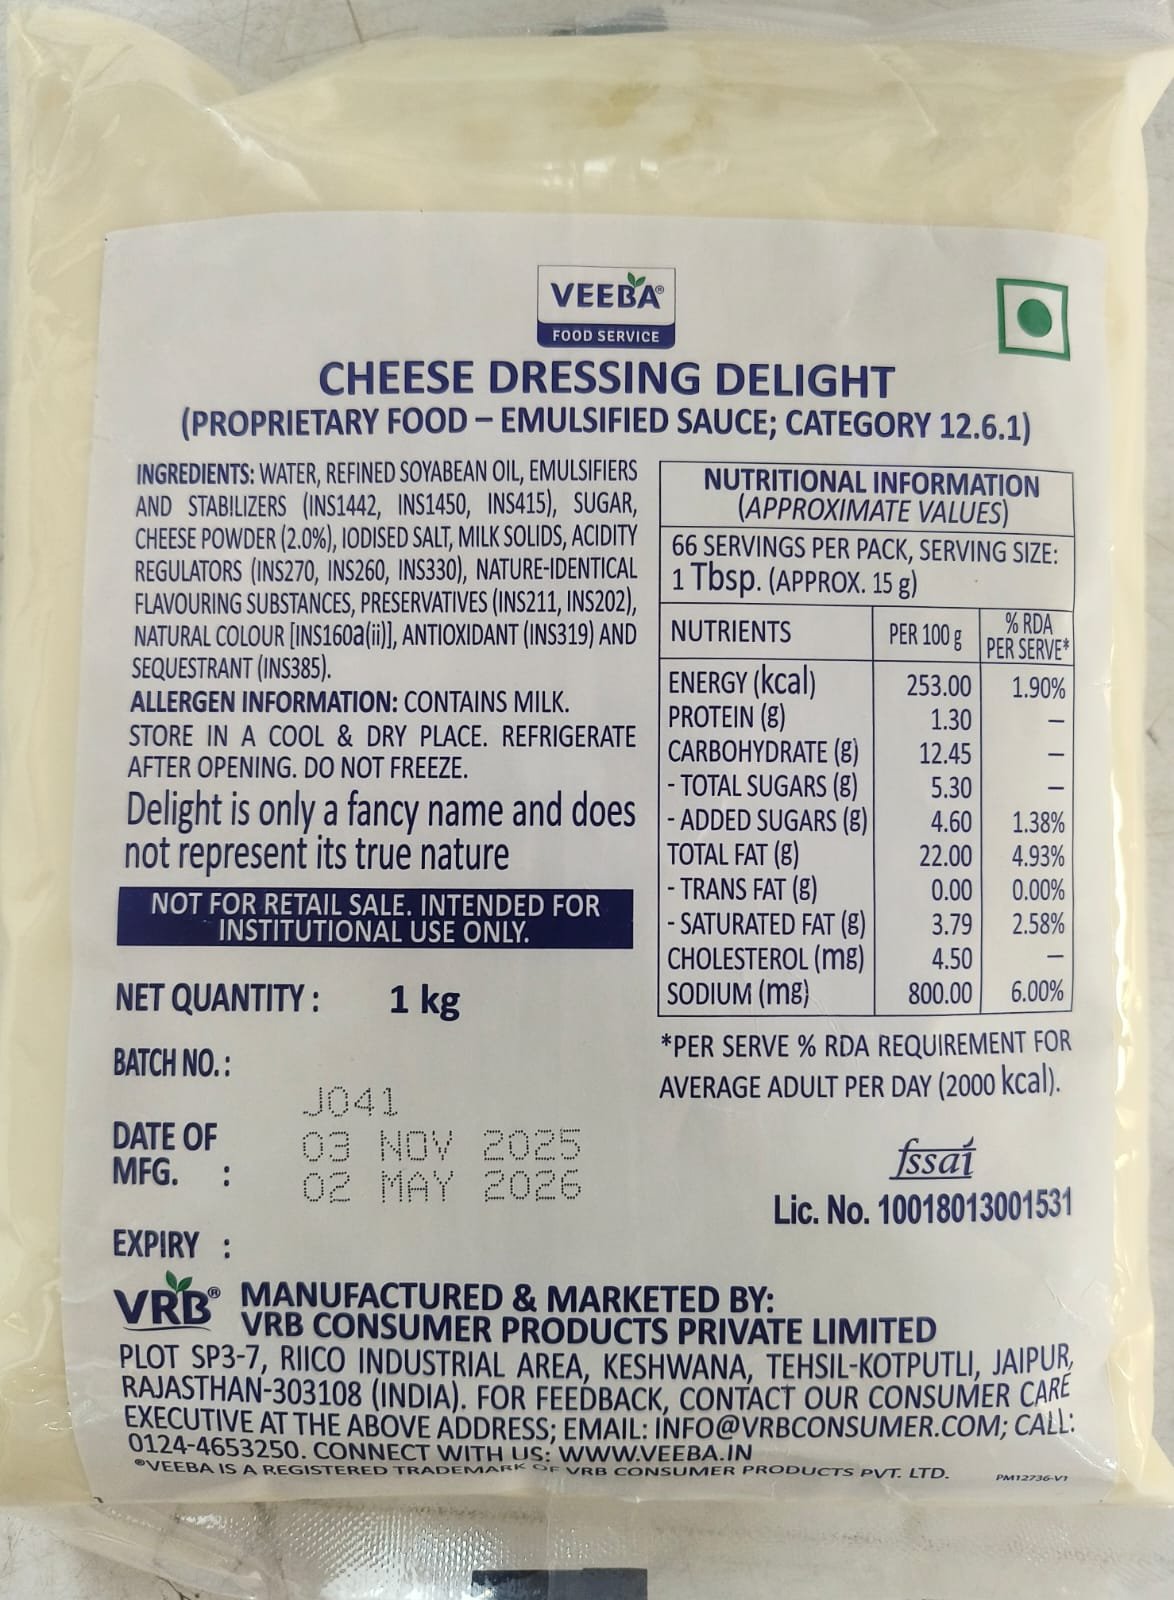 VEEBA®
FOOD SERVICE
CHEESE DRESSING DELIGHT
(PROPRIETARY FOOD – EMULSIFIED SAUCE; CATEGORY 12.6.1)
INGREDIENTS: WATER, REFINED SOYABEAN OIL, EMULSIFIERS
AND STABILIZERS (INS1442, INS1450, INS415), SUGAR,
CHEESE POWDER (2.0%), IODISED SALT, MILK SOLIDS, ACIDITY
REGULATORS (INS270, INS260, INS330), NATURE-IDENTICAL
FLAVOURING SUBSTANCES, PRESERVATIVES (INS211, INS202),
NATURAL COLOUR [INS160a(ii)], ANTIOXIDANT (INS319) AND
SEQUESTRANT (INS385).
ALLERGEN INFORMATION: CONTAINS MILK.
STORE IN A COOL & DRY PLACE. REFRIGERATE
AFTER OPENING. DO NOT FREEZE.
Delight is only a fancy name and does
not represent its true nature
NOT FOR RETAIL SALE. INTENDED FOR
INSTITUTIONAL USE ONLY.
NUTRITIONAL INFORMATION
(APPROXIMATE VALUES)
66 SERVINGS PER PACK, SERVING SIZE:
1 Tbsp. (APPROX. 15 g)
NUTRIENTS PER 100 g % RDA PER SERVE*
ENERGY (kcal) 253.00 1.90%
PROTEIN (g) 1.30 –
CARBOHYDRATE (g) 12.45 –
- TOTAL SUGARS (g) 5.30 –
- ADDED SUGARS (g) 4.60 1.38%
TOTAL FAT (g) 22.00 4.93%
- TRANS FAT (g) 0.00 0.00%
- SATURATED FAT (g) 3.79 2.58%
CHOLESTEROL (mg) 4.50 –
SODIUM (mg) 800.00 6.00%
*PER SERVE % RDA REQUIREMENT FOR
AVERAGE ADULT PER DAY (2000 kcal).
NET QUANTITY : 1 kg
BATCH NO. :
J041
DATE OF
MFG. :
03 NOV 2025
02 MAY 2026
EXPIRY :
fssai
Lic. No. 10018013001531
VRB® MANUFACTURED & MARKETED BY:
VRB CONSUMER PRODUCTS PRIVATE LIMITED
PLOT SP3-7, RIICO INDUSTRIAL AREA, KESHWANA, TEHSIL-KOTPUTLI, JAIPUR,
RAJASTHAN-303108 (INDIA). FOR FEEDBACK, CONTACT OUR CONSUMER CARE
EXECUTIVE AT THE ABOVE ADDRESS; EMAIL: INFO@VRBCONSUMER.COM; CALL:
0124-4653250. CONNECT WITH US: WWW.VEEBA.IN
®VEEBA IS A REGISTERED TRADEMARK OF VRB CONSUMER PRODUCTS PVT. LTD.
PM12736-V1